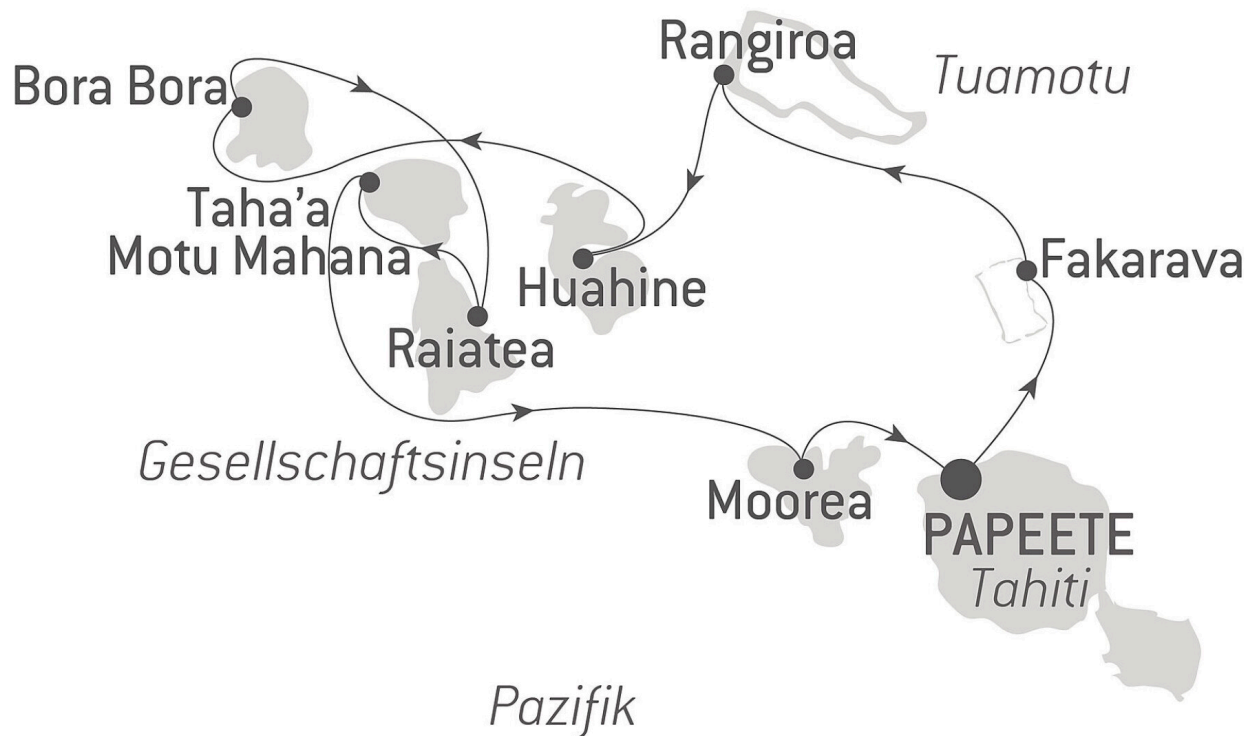 Rangiroa
Tuamotu
Bora Bora
Taha’a
Motu Mahana
Fakarava
Huahine
Raiatea
Gesellschaftsinseln
Moorea
PAPEETE
Tahiti
Pazifik